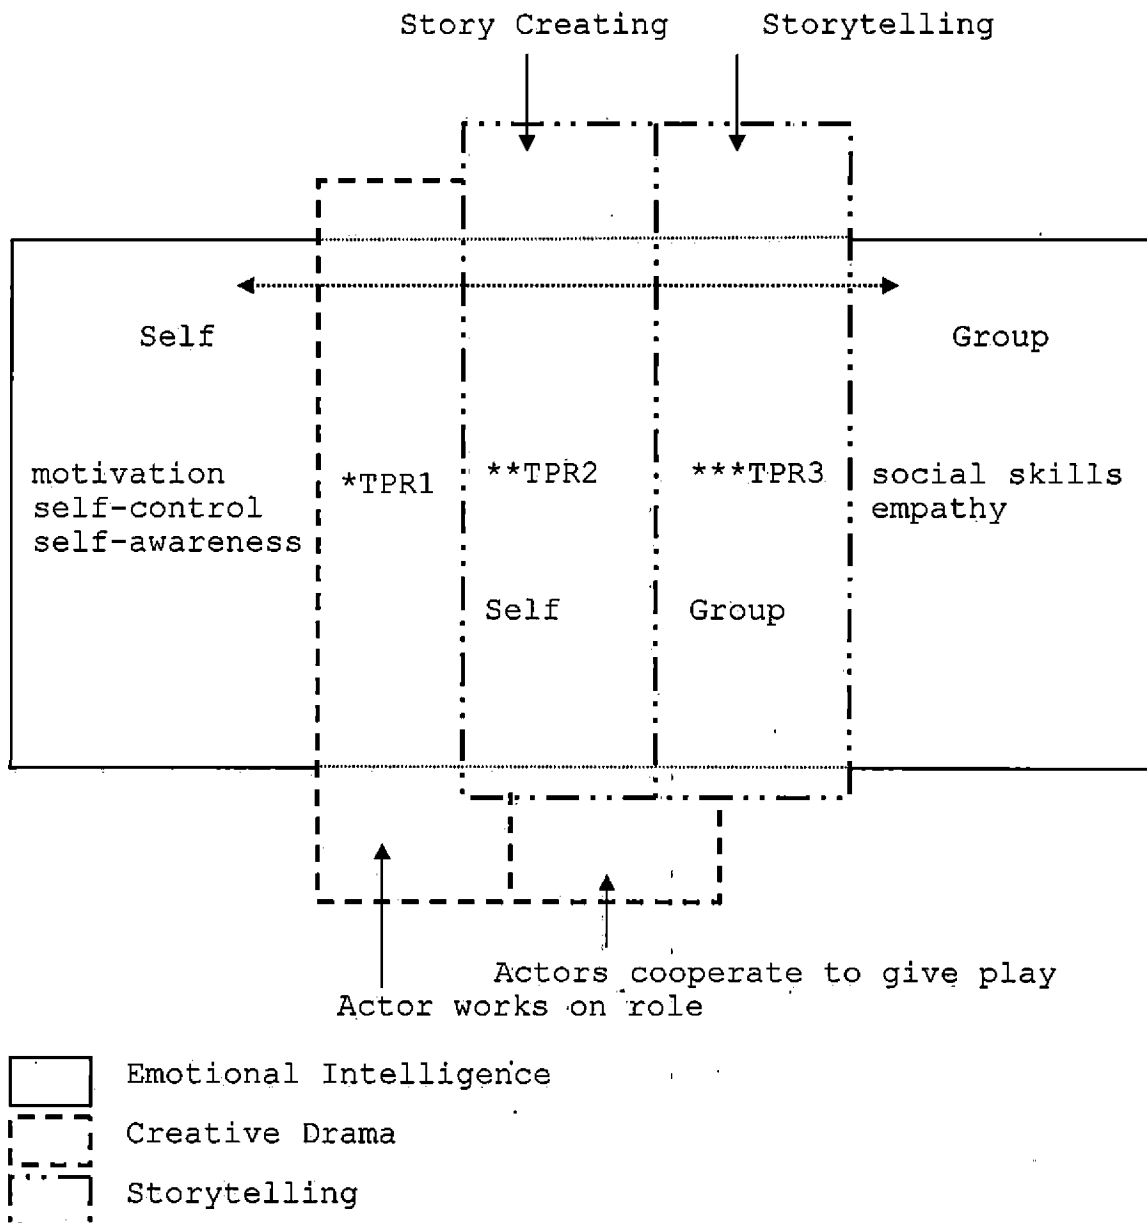 Story Creating
Storytelling
Self
Group
motivation
self-control
self-awareness
*TPR1
**TPR2
***TPR3
social skills
empathy
Self
Group
Actors cooperate to give play
Actor works on role
Emotional Intelligence
Creative Drama
Storytelling